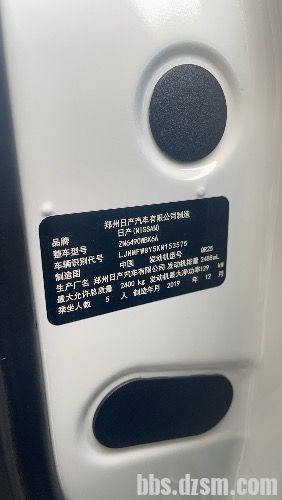 郑州日产汽车有限公司制造
品牌 日产(NISSAN)
整车型号 ZN6490WBK6A
车辆识别代号 LJNMFW8Y5KN153575
制造国 中国 发动机型号 QR25
生产厂名 郑州日产汽车有限公司 发动机排量 2488mL
最大允许总质量 2400 kg 发动机最大净功率 129 kW
乘坐人数 5 人 制造年月 2019 年 12 月
bbs.dzsm.com